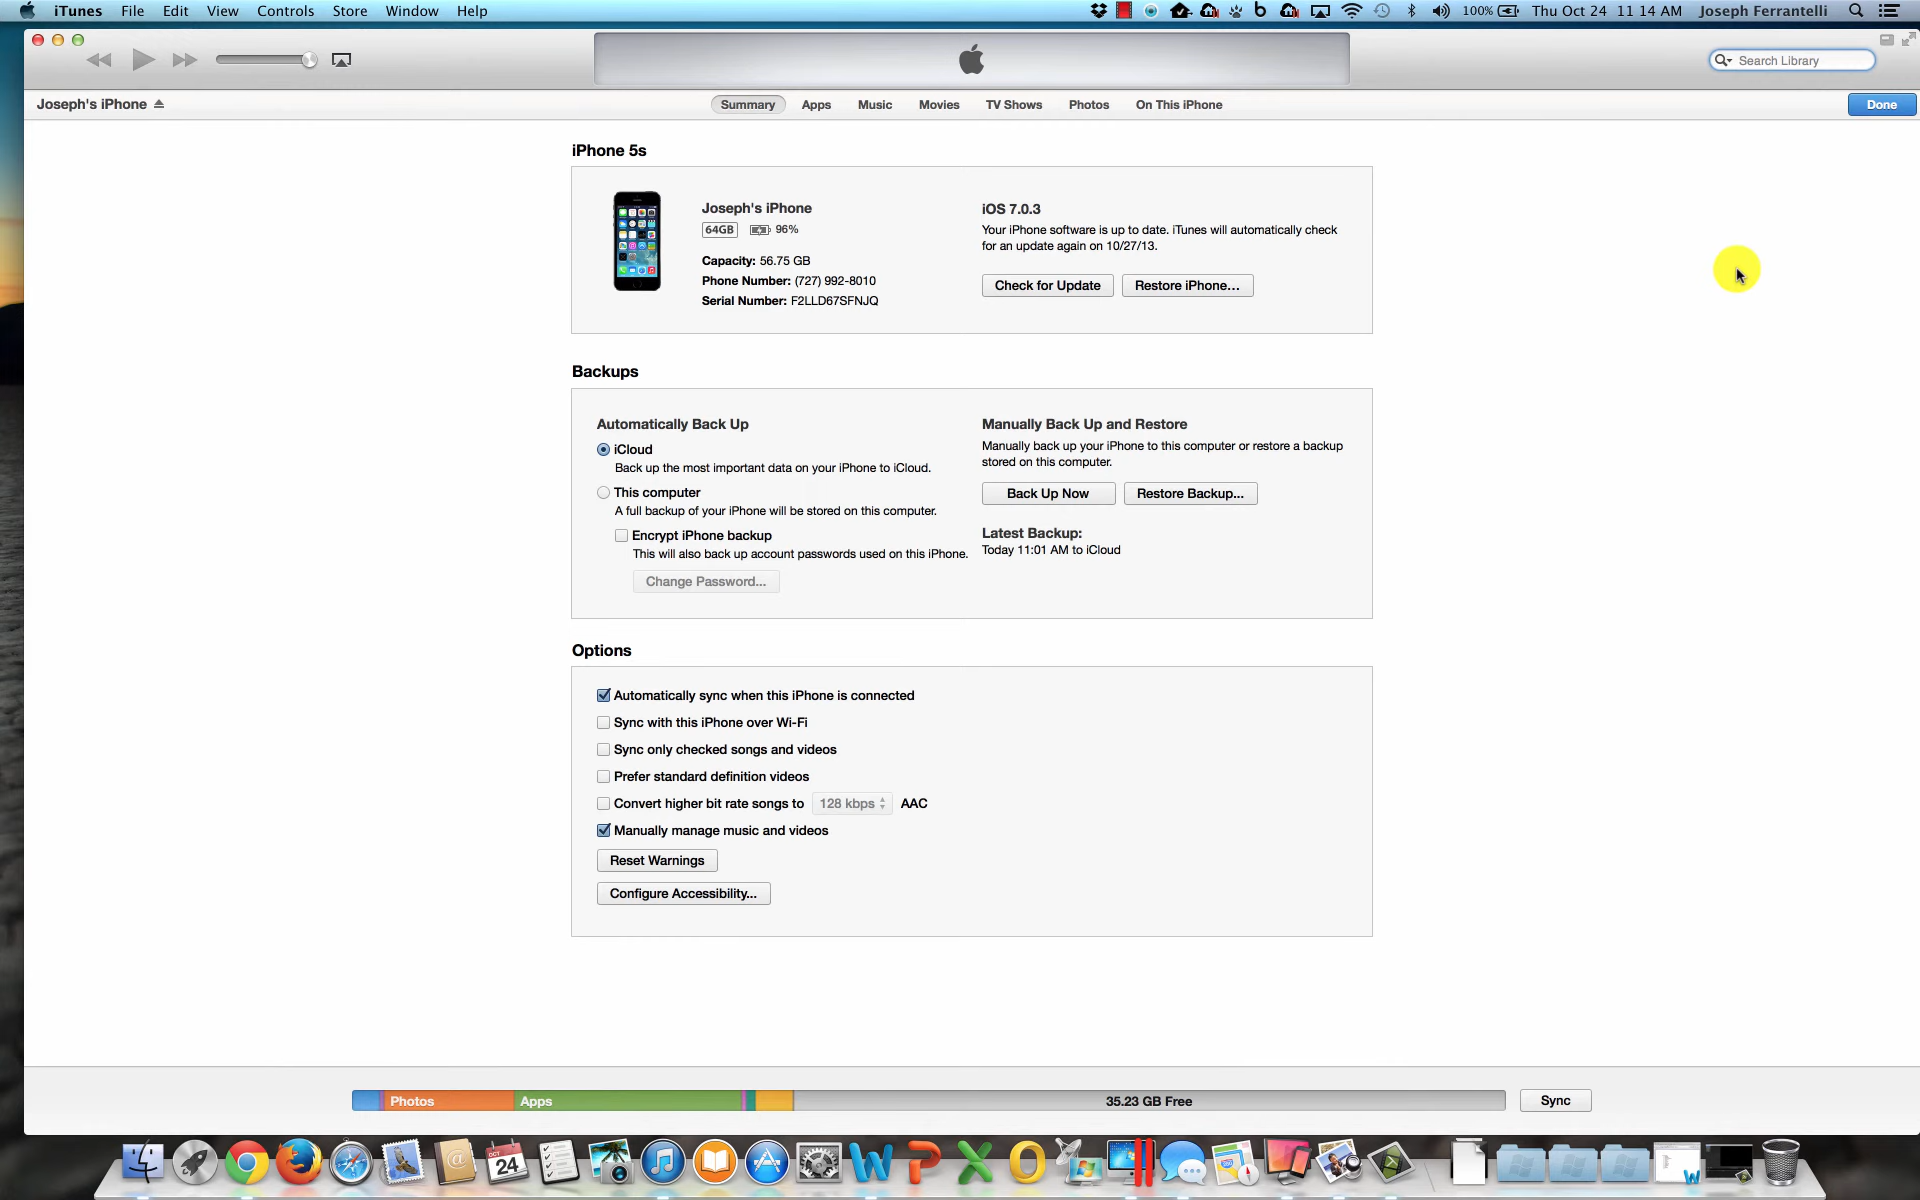 iTunes File Edit View Controls Store Window Help
100% Thu Oct 24 11:14 AM Joseph Ferrantelli
Search Library
Joseph's iPhone
Summary Apps Music Movies TV Shows Photos On This iPhone
Done
iPhone 5s
Joseph's iPhone
64GB 96%
Capacity: 56.75 GB
Phone Number: (727) 992-8010
Serial Number: F2LLD67SFNJQ
iOS 7.0.3
Your iPhone software is up to date. iTunes will automatically check
for an update again on 10/27/13.
Check for Update Restore iPhone...
Backups
Automatically Back Up
iCloud
Back up the most important data on your iPhone to iCloud.
This computer
A full backup of your iPhone will be stored on this computer.
Encrypt iPhone backup
This will also back up account passwords used on this iPhone.
Change Password...
Manually Back Up and Restore
Manually back up your iPhone to this computer or restore a backup
stored on this computer.
Back Up Now Restore Backup...
Latest Backup:
Today 11:01 AM to iCloud
Options
Automatically sync when this iPhone is connected
Sync with this iPhone over Wi-Fi
Sync only checked songs and videos
Prefer standard definition videos
Convert higher bit rate songs to 128 kbps AAC
Manually manage music and videos
Reset Warnings
Configure Accessibility...
Photos Apps 35.23 GB Free Sync
OCT
24